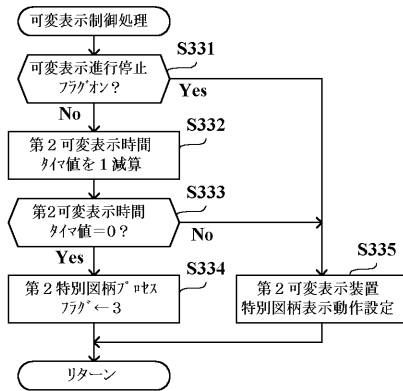 可変表示制御処理
S331
可変表示進行停止
フラグオン？
Yes
No
S332
第２可変表示時間
タイマ値を１減算
S333
第2可変表示時間
タイマ値=0？
No
Yes
S334
第２特別図柄プロセス
フラグ←３
S335
第２可変表示装置
特別図柄表示動作設定
リターン